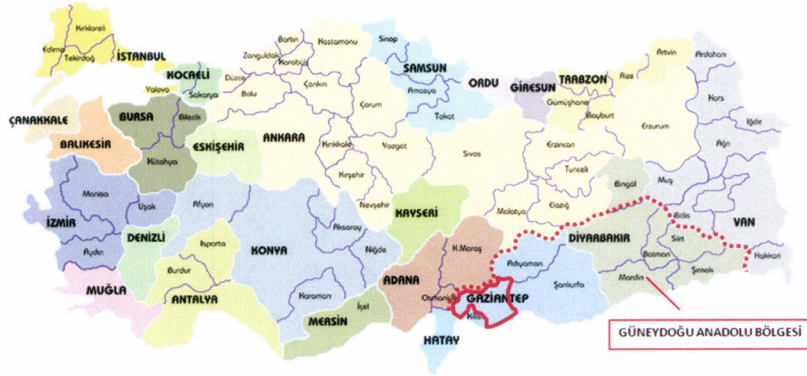 Kırklareli
Edirne
Tekirdağ
İSTANBUL
KOCAELİ
Yalova
Sakarya
Düzce
Bolu
Zonguldak
Bartın
Karabük
Kastamonu
Çankırı
Sinop
SAMSUN
Amasya
Tokat
Çorum
ORDU
GİRESUN
TRABZON
Gümüşhane
Bayburt
Rize
Artvin
Ardahan
Kars
Iğdır
Ağrı
Erzurum
ÇANAKKALE
BALIKESİR
BURSA
Bilecik
Kütahya
ESKİŞEHİR
ANKARA
Kırıkkale
Kırşehir
Yozgat
Sivas
Erzincan
Tunceli
Bingöl
Muş
Bitlis
VAN
Hakkari
Manisa
İZMİR
Uşak
Aydın
DENİZLİ
Afyon
Isparta
Burdur
MUĞLA
ANTALYA
KONYA
Aksaray
Nevşehir
Niğde
Karaman
KAYSERİ
Malatya
Elazığ
DİYARBAKIR
Batman
Siirt
Mardin
Şırnak
Adıyaman
Şanlıurfa
K.Maraş
ADANA
Osmaniye
GAZİANTEP
Kilis
İçel
MERSİN
HATAY
GÜNEYDOĞU ANADOLU BÖLGESİ